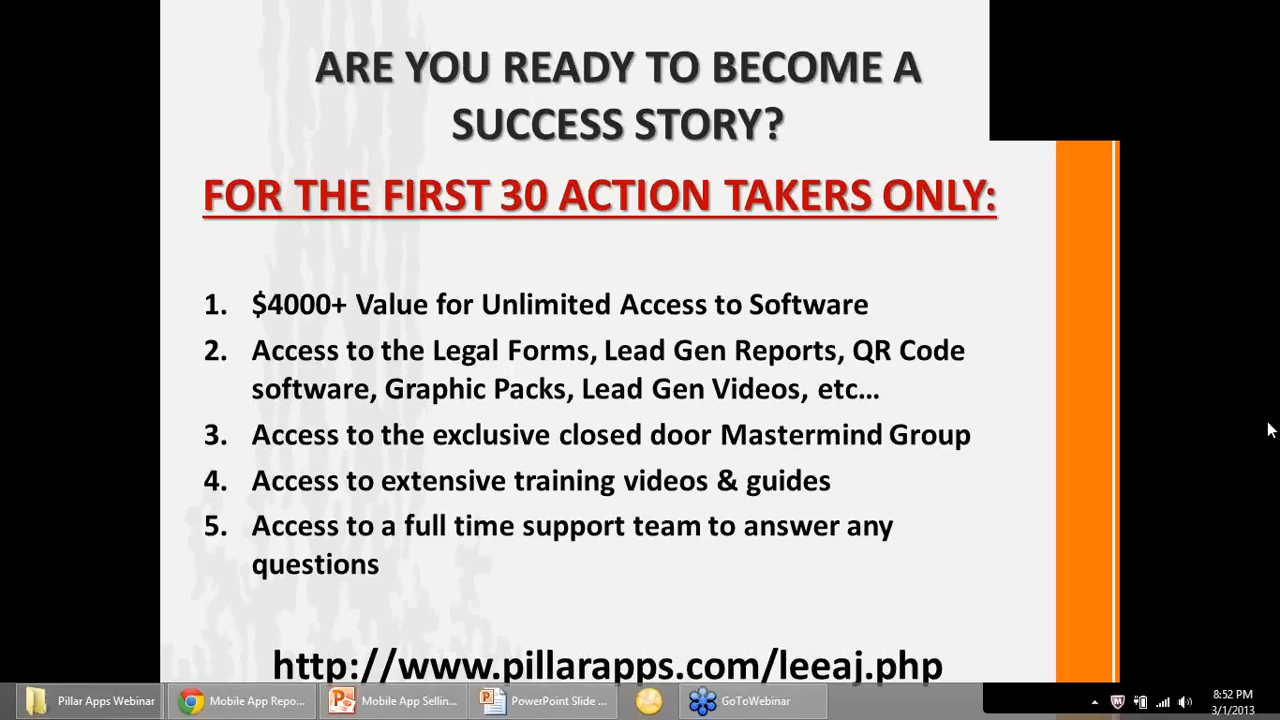 ARE YOU READY TO BECOME A
SUCCESS STORY?
FOR THE FIRST 30 ACTION TAKERS ONLY:
1. $4000+ Value for Unlimited Access to Software
2. Access to the Legal Forms, Lead Gen Reports, QR Code
software, Graphic Packs, Lead Gen Videos, etc…
3. Access to the exclusive closed door Mastermind Group
4. Access to extensive training videos & guides
5. Access to a full time support team to answer any
questions
http://www.pillarapps.com/leeaj.php
Pillar Apps Webinar
Mobile App Repo...
Mobile App Sellin...
PowerPoint Slide ...
GoToWebinar
8:52 PM
3/1/2013